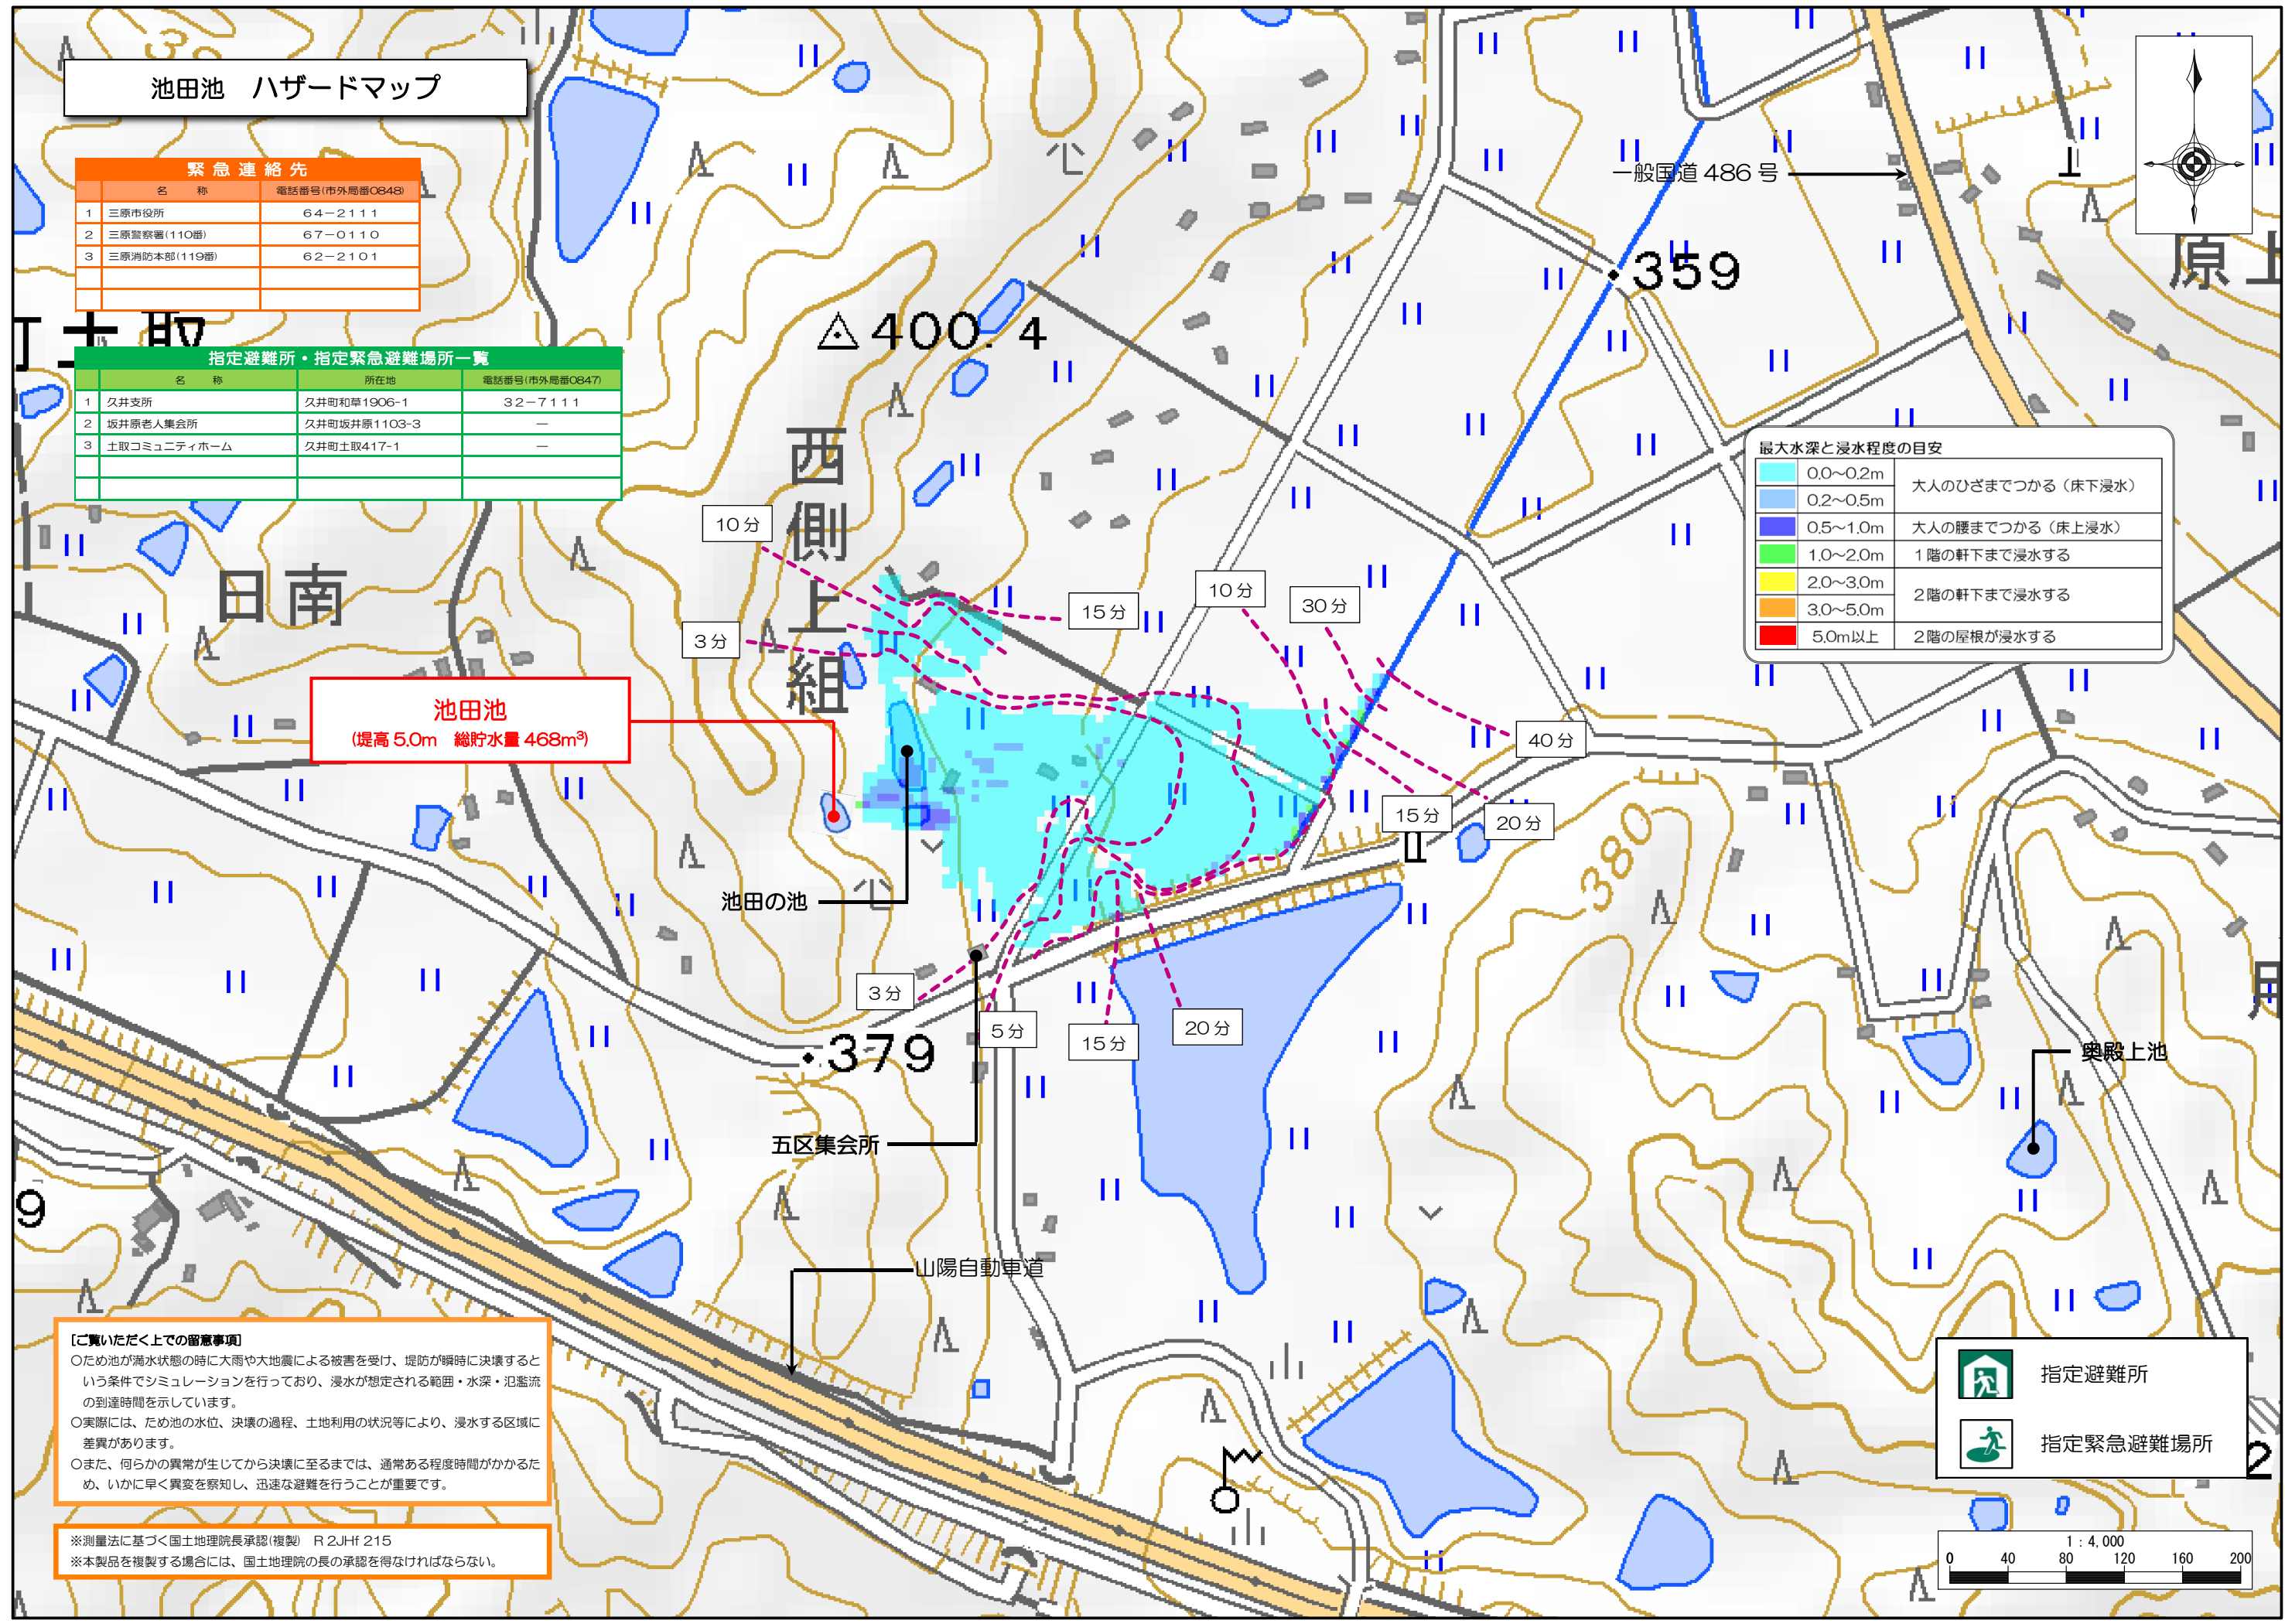 池田池　ハザードマップ
緊急連絡先
名　称　電話番号(市外局番0848)
1　三原市役所　64－2111
2　三原警察署(110番)　67－0110
3　三原消防本部(119番)　62－2101
土取
指定避難所・指定緊急避難場所一覧
名　称　所在地　電話番号(市外局番0847)
1　久井支所　久井町和草1906-1　32－7111
2　坂井原老人集会所　久井町坂井原1103-3　―
3　土取コミュニティホーム　久井町土取417-1　―
一般国道 486 号
359
原上
400.4
西側上組
日南
最大水深と浸水程度の目安
0.0～0.2m
0.2～0.5m
大人のひざまでつかる（床下浸水）
0.5～1.0m　大人の腰までつかる（床上浸水）
1.0～2.0m　1階の軒下まで浸水する
2.0～3.0m
3.0～5.0m
2階の軒下まで浸水する
5.0m以上　2階の屋根が浸水する
10分
15分
10分
30分
3分
池田池
(堤高 5.0m　総貯水量 468m³)
40分
15分
20分
380
池田の池
3分
5分
15分
20分
379
奥殿上池
五区集会所
9
山陽自動車道
[ご覧いただく上での留意事項]
○ため池が満水状態の時に大雨や大地震による被害を受け、堤防が瞬時に決壊すると
いう条件でシミュレーションを行っており、浸水が想定される範囲・水深・氾濫流
の到達時間を示しています。
○実際には、ため池の水位、決壊の過程、土地利用の状況等により、浸水する区域に
差異があります。
○また、何らかの異常が生じてから決壊に至るまでは、通常ある程度時間がかかるた
め、いかに早く異変を察知し、迅速な避難を行うことが重要です。
※測量法に基づく国土地理院長承認(複製)　R 2JHf 215
※本製品を複製する場合には、国土地理院の長の承認を得なければならない。
指定避難所
指定緊急避難場所
2
1：4,000
0　40　80　120　160　200